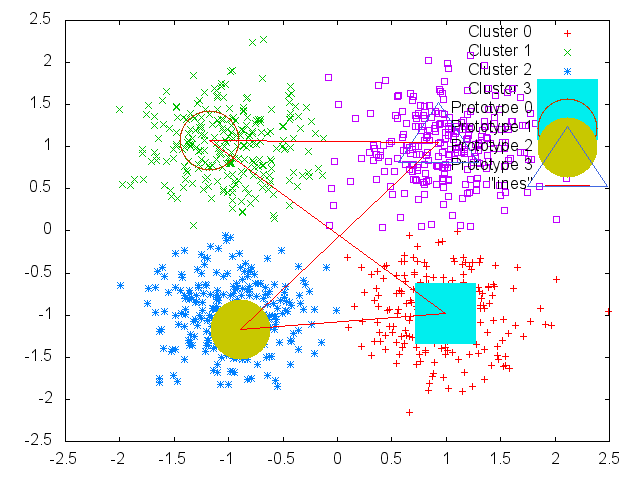 2.5
2
1.5
1
0.5
0
-0.5
-1
-1.5
-2
-2.5
-2.5 -2 -1.5 -1 -0.5 0 0.5 1 1.5 2 2.5
Cluster 0
Cluster 1
Cluster 2
Cluster 3
Prototype 0
Prototype 1
Prototype 2
Prototype 3
"lines"